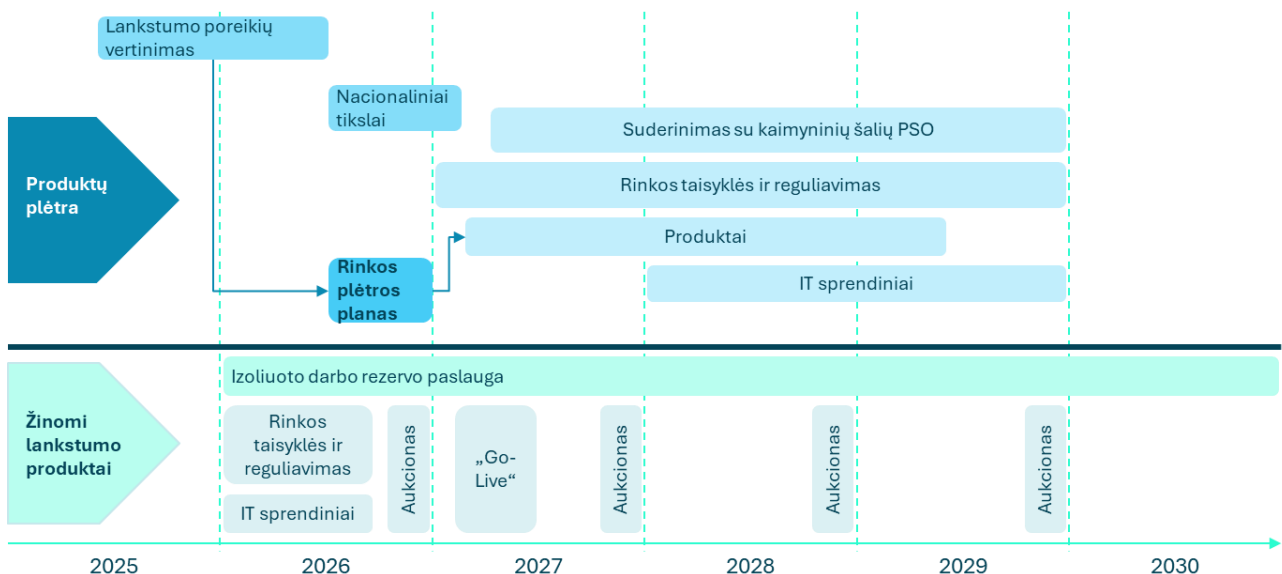 Lankstumo poreikių
vertinimas
Nacionaliniai
tikslai
Suderinimas su kaimyninių šalių PSO
Rinkos taisyklės ir reguliavimas
Produktų
plėtra
Produktai
Rinkos
plėtros
planas
IT sprendiniai
Izoliuoto darbo rezervo paslauga
Žinomi
lankstumo
produktai
Rinkos
taisyklės ir
reguliavimas
IT sprendiniai
Aukcionas
„Go-
Live“
Aukcionas
Aukcionas
Aukcionas
2025
2026
2027
2028
2029
2030